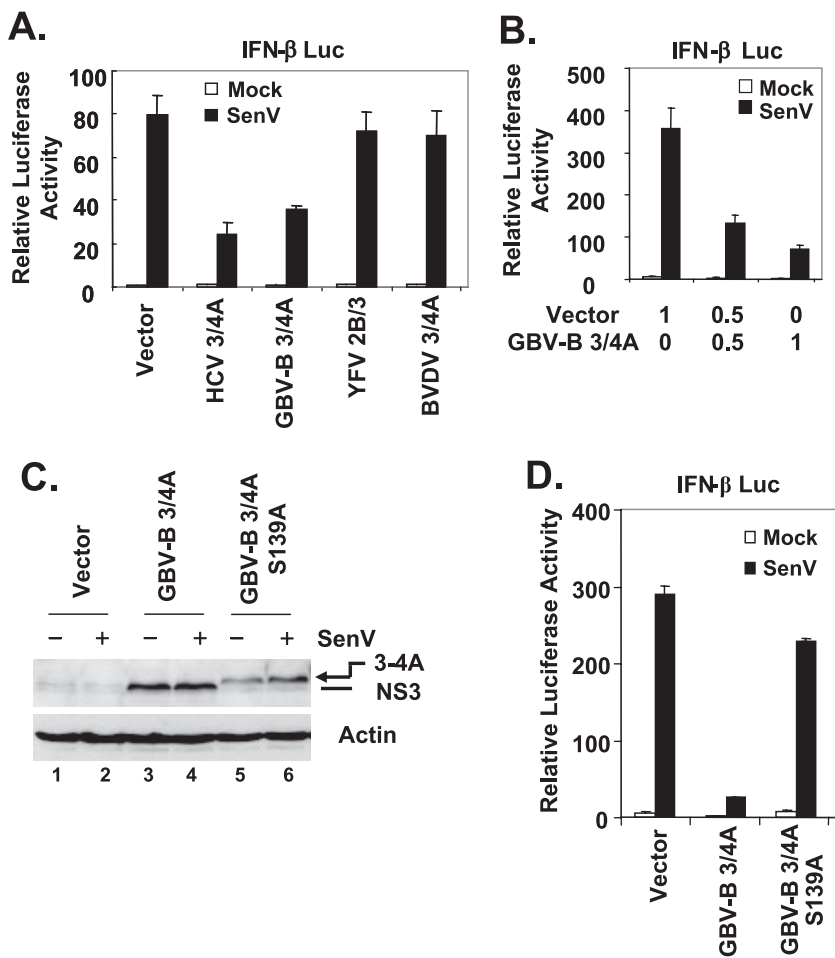 A.
IFN-β Luc
Relative Luciferase
Activity
100
80
60
40
20
0
Mock
SenV
Vector
HCV 3/4A
GBV-B 3/4A
YFV 2B/3
BVDV 3/4A
B.
IFN-β Luc
Relative Luciferase
Activity
500
400
300
200
100
0
Mock
SenV
Vector 1 0.5 0
GBV-B 3/4A 0 0.5 1
C.
Vector
GBV-B 3/4A
GBV-B 3/4A
S139A
− + − + − + SenV
3-4A
NS3
Actin
1 2 3 4 5 6
D.
IFN-β Luc
Relative Luciferase Activity
400
300
200
100
0
Mock
SenV
Vector
GBV-B 3/4A
GBV-B 3/4A
S139A